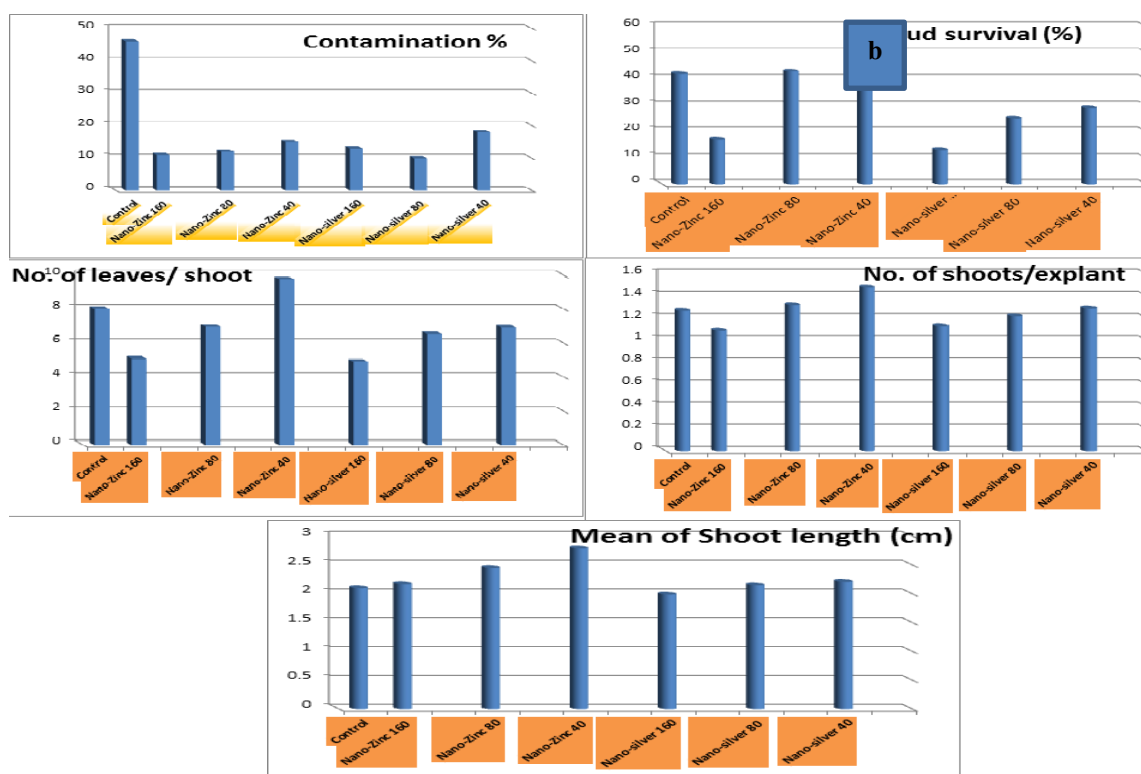 Contamination %
50
40
30
20
10
0
Control
Nano-Zinc 160
Nano-Zinc 80
Nano-Zinc 40
Nano-silver 160
Nano-silver 80
Nano-silver 40
ud survival (%)
b
60
50
40
30
20
10
0
Control
Nano-Zinc 160
Nano-Zinc 80
Nano-Zinc 40
Nano-silver ..
Nano-silver 80
Nano-silver 40
No. of leaves/ shoot
10
8
6
4
2
0
Control
Nano-Zinc 160
Nano-Zinc 80
Nano-Zinc 40
Nano-silver 160
Nano-silver 80
Nano-silver 40
No. of shoots/explant
1.6
1.4
1.2
1
0.8
0.6
0.4
0.2
0
Control
Nano-Zinc 160
Nano-Zinc 80
Nano-Zinc 40
Nano-silver 160
Nano-silver 80
Nano-silver 40
Mean of Shoot length (cm)
3
2.5
2
1.5
1
0.5
0
Control
Nano-Zinc 160
Nano-Zinc 80
Nano-Zinc 40
Nano-silver 160
Nano-silver 80
Nano-silver 40